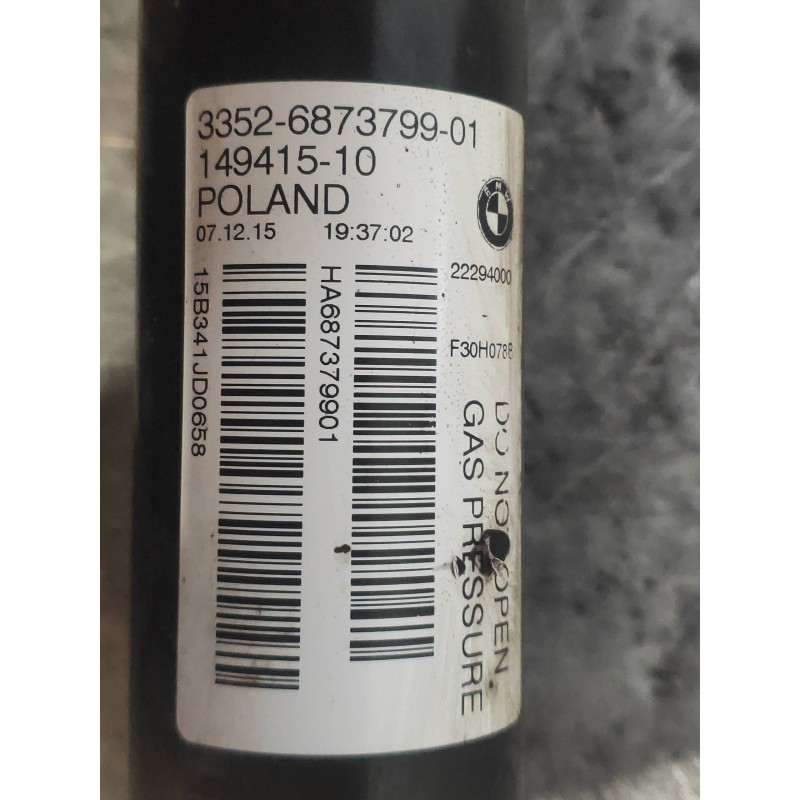 3352-6873799-01
149415-10
POLAND
07.12.15 19:37:02
BMW
22294000
F30H078B
15B341JD0658
HA687379901
DO NOT OPEN
GAS PRESSURE